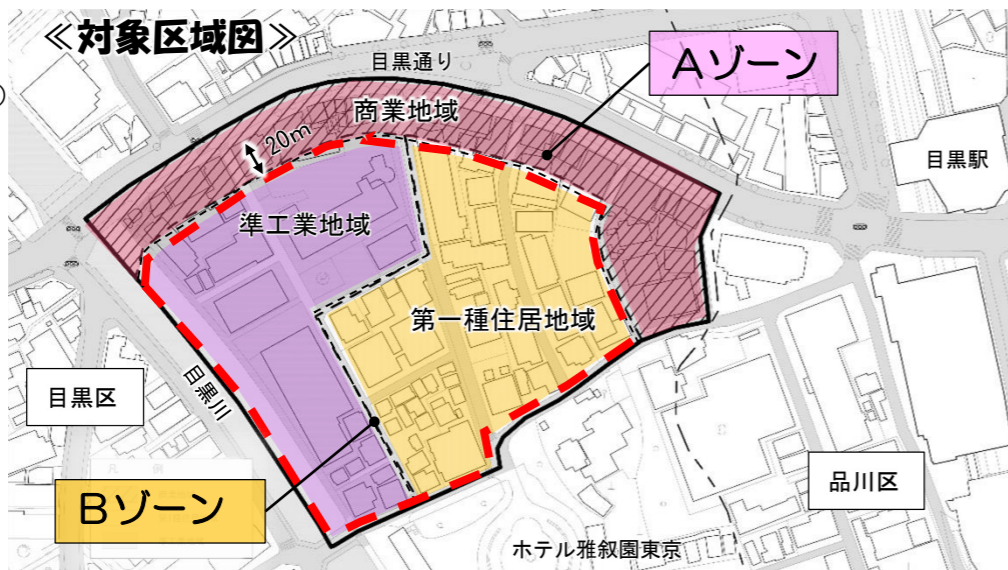 ≪対象区域図≫
目黒通り
Aゾーン
商業地域
20m
目黒駅
準工業地域
第一種住居地域
目黒区
目黒川
Bゾーン
品川区
ホテル雅叙園東京
凡 例